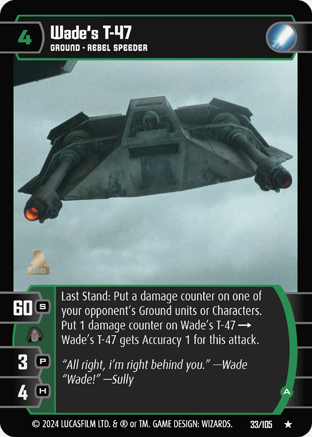 4
Wade's T-47
GROUND • REBEL SPEEDER
60 S
3 P
4 H
Last Stand: Put a damage counter on one of
your opponent's Ground units or Characters.
Put 1 damage counter on Wade's T-47 →
Wade's T-47 gets Accuracy 1 for this attack.
"All right, i'm right behind you." —Wade
"Wade!" —Sully
A
© 2024 LUCASFILM LTD. & ® or TM. GAME DESIGN: WIZARDS.
33/105